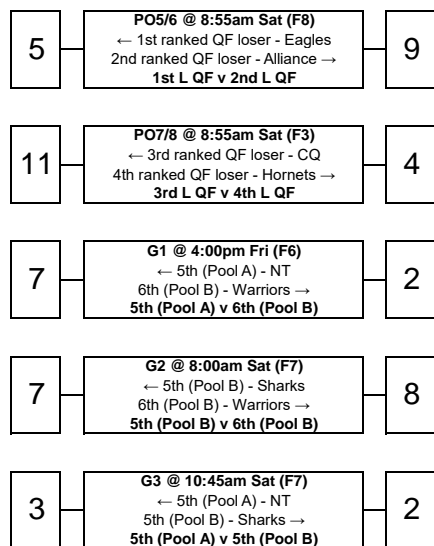 PO5/6 @ 8:55am Sat (F8)
5 ← 1st ranked QF loser - Eagles 9
2nd ranked QF loser - Alliance →
1st L QF v 2nd L QF
PO7/8 @ 8:55am Sat (F3)
11 ← 3rd ranked QF loser - CQ 4
4th ranked QF loser - Hornets →
3rd L QF v 4th L QF
G1 @ 4:00pm Fri (F6)
7 ← 5th (Pool A) - NT 2
6th (Pool B) - Warriors →
5th (Pool A) v 6th (Pool B)
G2 @ 8:00am Sat (F7)
7 ← 5th (Pool B) - Sharks 8
6th (Pool B) - Warriors →
5th (Pool B) v 6th (Pool B)
G3 @ 10:45am Sat (F7)
3 ← 5th (Pool A) - NT 2
5th (Pool B) - Sharks →
5th (Pool A) v 5th (Pool B)